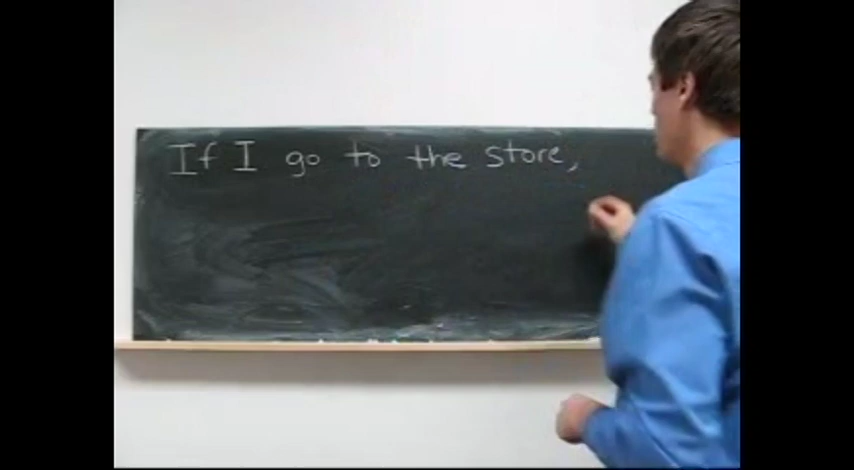 If I go to the store,